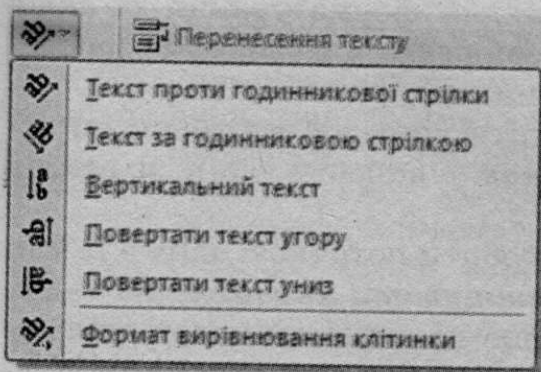 Перенесення тексту
Текст проти годинникової стрілки
Текст за годинниковою стрілкою
Вертикальний текст
Повертати текст угору
Повертати текст униз
Формат вирівнювання клітинки